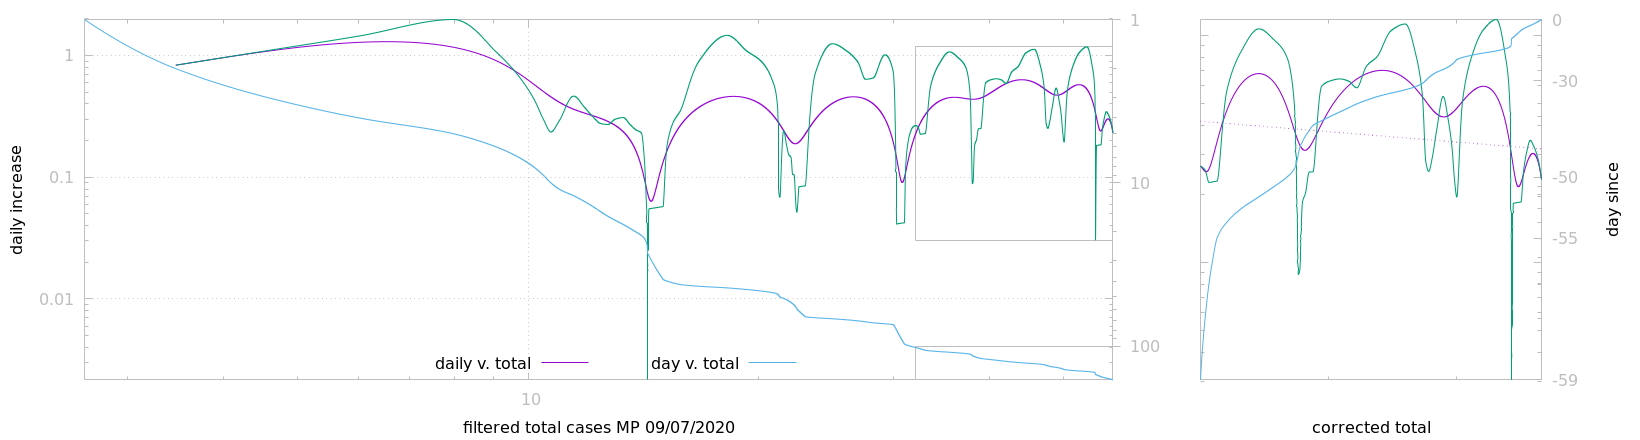 1
0.1
0.01
daily increase
10
filtered total cases MP 09/07/2020
daily v. total
day v. total
1
10
100
0
-30
-50
-55
-59
day since
corrected total